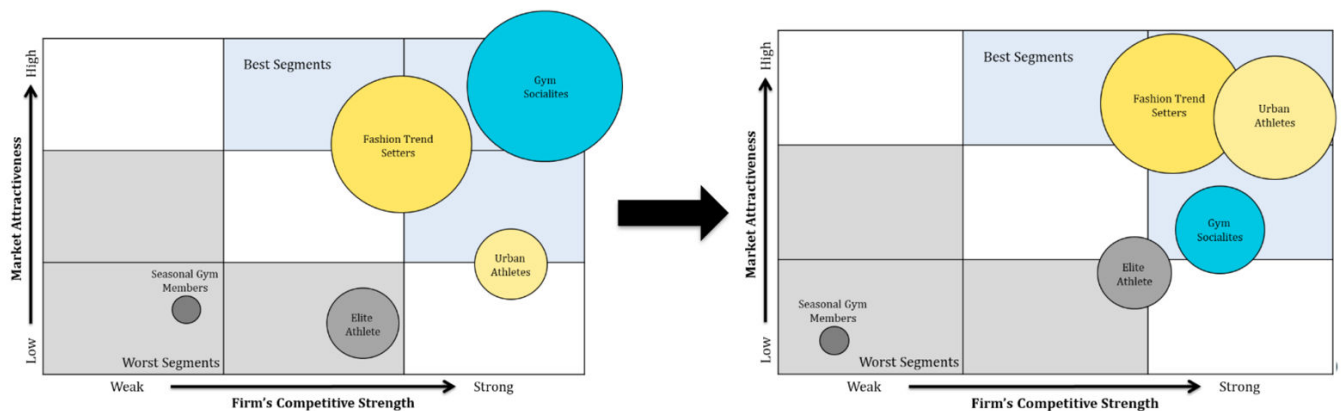 High
Market Attractiveness
Low
Best Segments
Gym
Socialites
Fashion Trend
Setters
Urban
Athletes
Seasonal Gym
Members
Elite
Athlete
Worst Segments
Weak
Strong
Firm's Competitive Strength
High
Market Attractiveness
Low
Best Segments
Fashion Trend
Setters
Urban
Athletes
Gym
Socialites
Elite
Athlete
Seasonal Gym
Members
Worst Segments
Weak
Strong
Firm's Competitive Strength